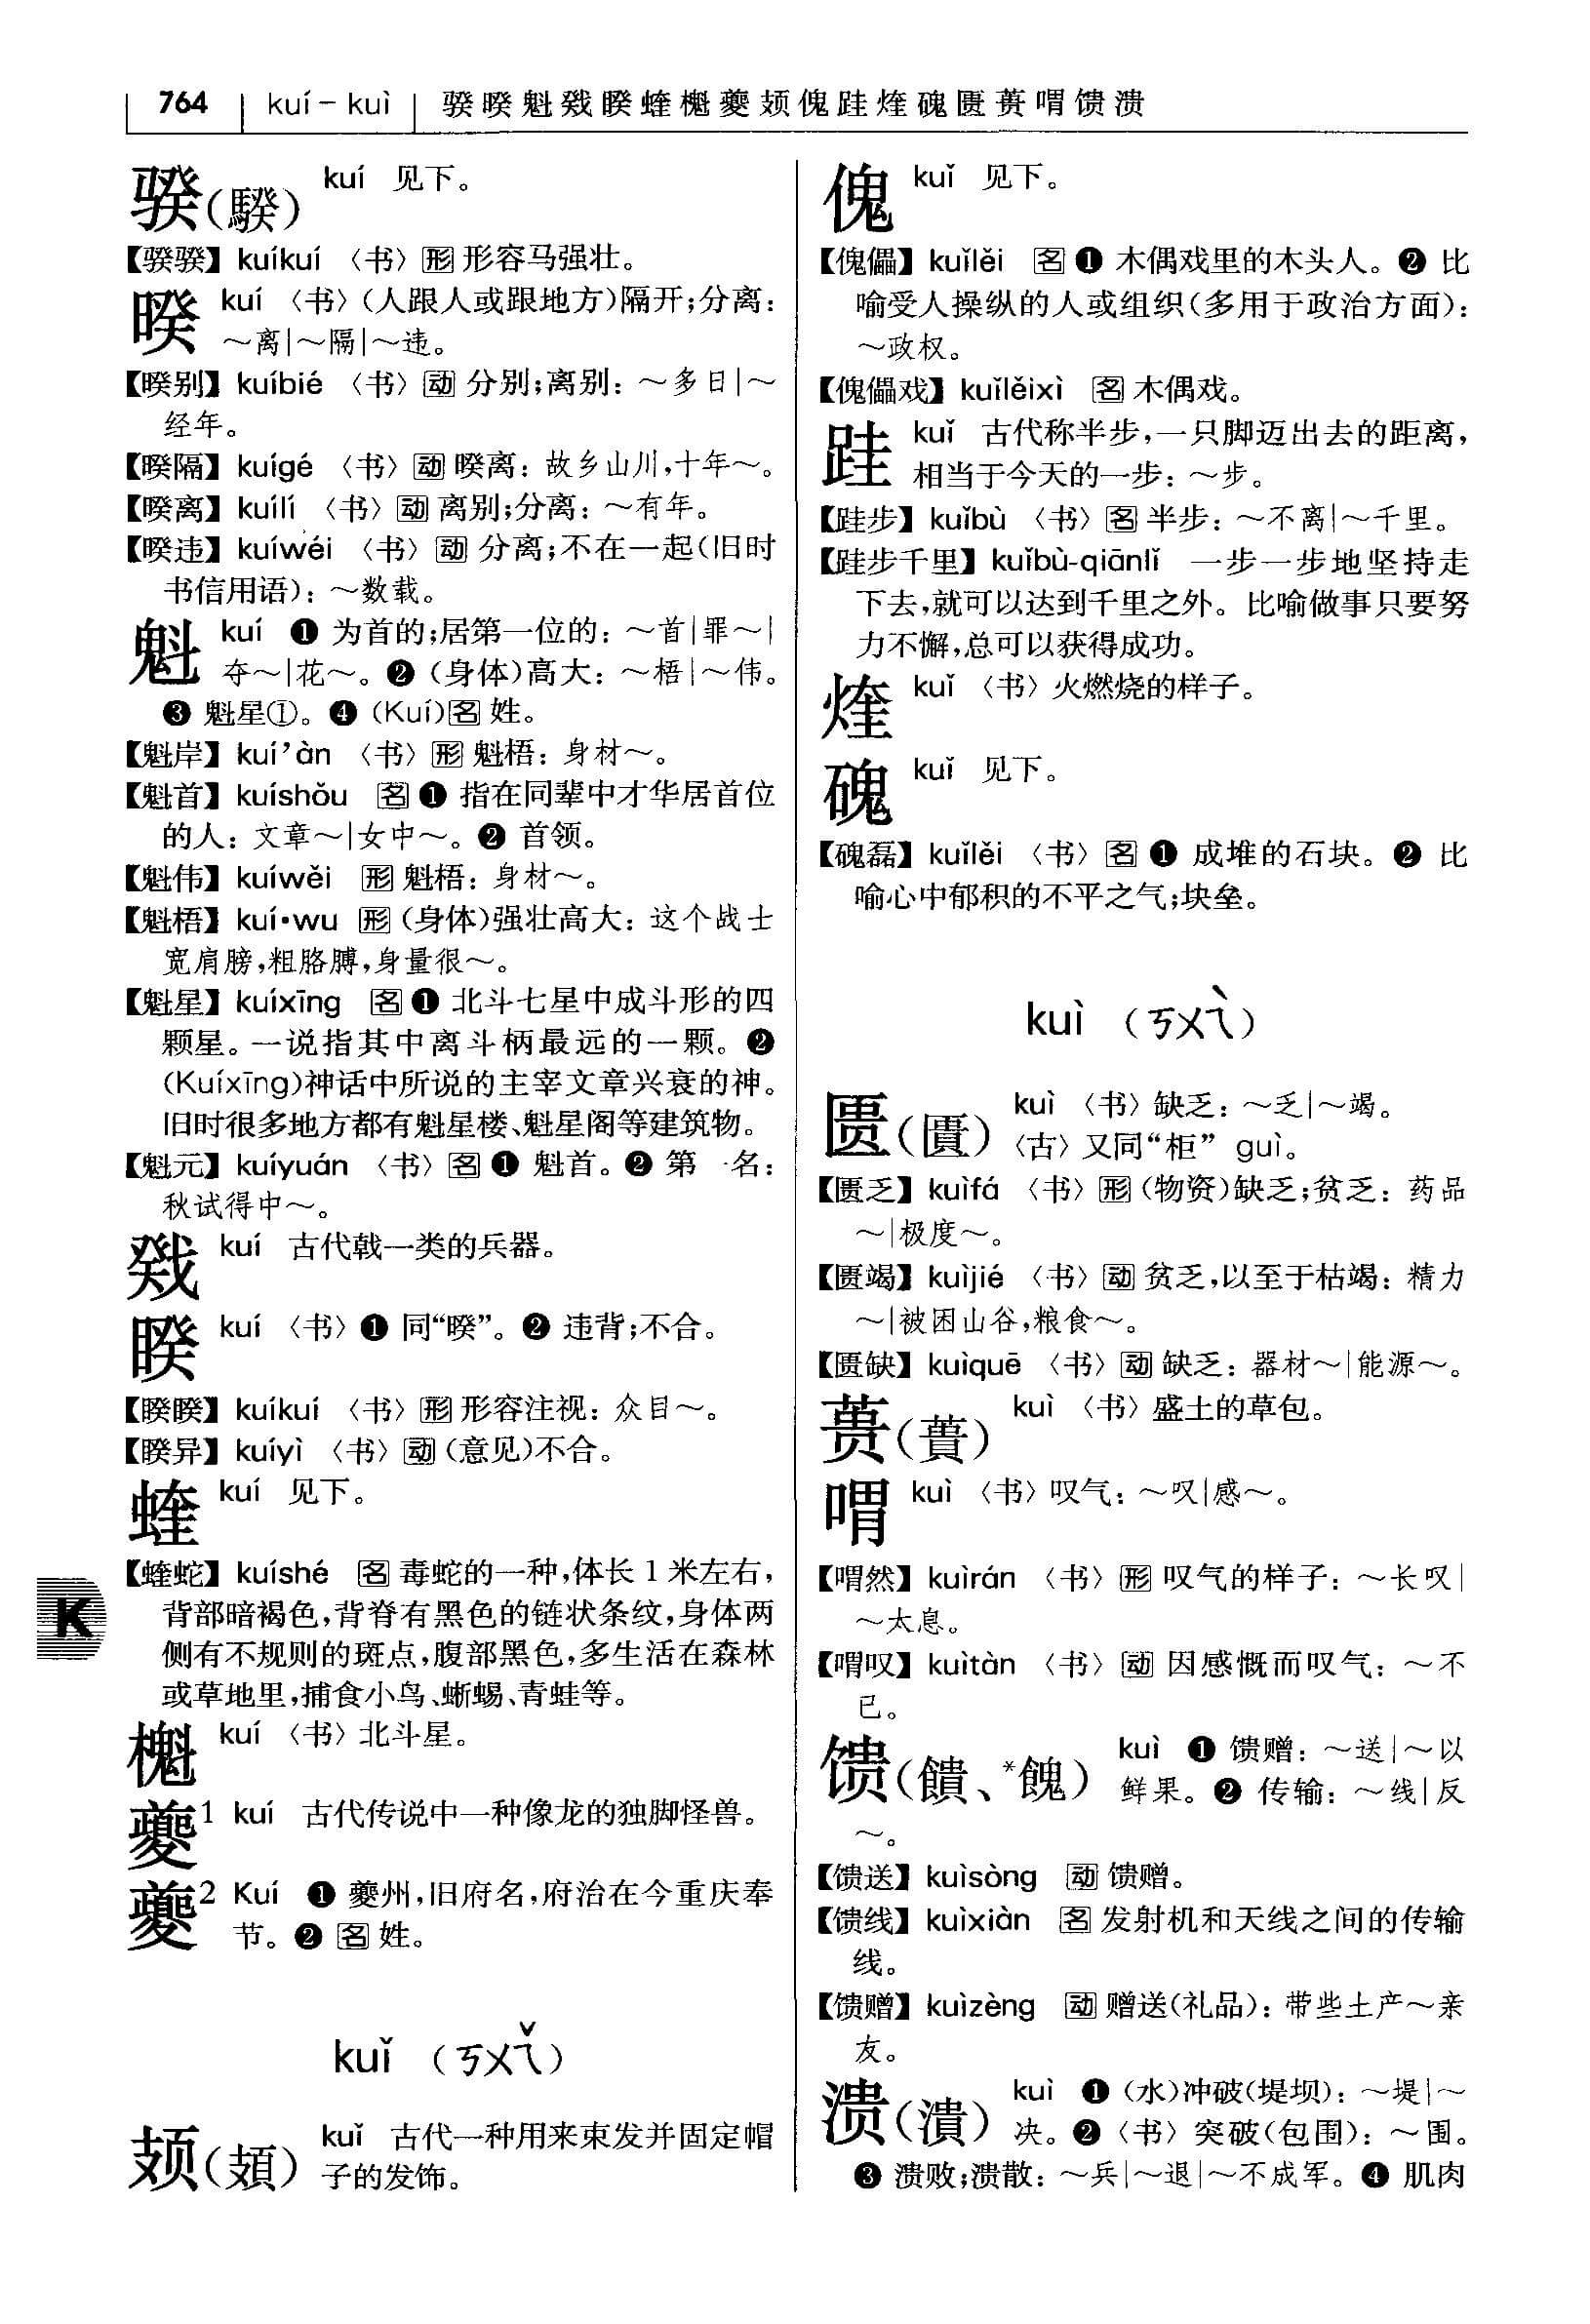 764 kuí－kuì 骙暌魁戣睽蝰櫆夔頍傀跬煃磈匮蒉喟馈溃
骙(騤) kuí 见下。
【骙骙】kuíkuí 〈书〉形 形容马强壮。
暌 kuí 〈书〉(人跟人或跟地方)隔开;分离:
～离|～隔|～违。
【暌别】kuíbié 〈书〉动 分别;离别: ～多日|～
经年。
【暌隔】kuígé 〈书〉动 暌离: 故乡山川,十年～。
【暌离】kuílí 〈书〉动 离别;分离: ～有年。
【暌违】kuíwéi 〈书〉动 分离;不在一起(旧时
书信用语): ～数载。
魁 kuí ❶ 为首的;居第一位的: ～首|罪～|
夺～|花～。❷ (身体)高大: ～梧|～伟。
❸ 魁星①。❹ (Kuí)名 姓。
【魁岸】kuí’àn 〈书〉形 魁梧: 身材～。
【魁首】kuíshǒu 名 ❶ 指在同辈中才华居首位
的人: 文章～|女中～。❷ 首领。
【魁伟】kuíwěi 形 魁梧: 身材～。
【魁梧】kuí•wu 形 (身体)强壮高大: 这个战士
宽肩膀,粗胳膊,身量很～。
【魁星】kuíxīng 名 ❶ 北斗七星中成斗形的四
颗星。一说指其中离斗柄最远的一颗。❷
(Kuíxīng)神话中所说的主宰文章兴衰的神。
旧时很多地方都有魁星楼、魁星阁等建筑物。
【魁元】kuíyuán 〈书〉名 ❶ 魁首。❷ 第一名:
秋试得中～。
戣 kuí 古代戟一类的兵器。
睽 kuí 〈书〉❶ 同“暌”。❷ 违背;不合。
【睽睽】kuíkuí 〈书〉形 形容注视: 众目～。
【睽异】kuíyì 〈书〉动 (意见)不合。
蝰 kuí 见下。
【蝰蛇】kuíshé 名 毒蛇的一种,体长1米左右,
背部暗褐色,背脊有黑色的链状条纹,身体两
侧有不规则的斑点,腹部黑色,多生活在森林
或草地里,捕食小鸟、蜥蜴、青蛙等。
K
櫆 kuí 〈书〉北斗星。
夔1 kuí 古代传说中一种像龙的独脚怪兽。
夔2 Kuí ❶ 夔州,旧府名,府治在今重庆奉
节。❷ 名 姓。
kuǐ (ㄎㄨㄟˇ)
頍(頍) kuǐ 古代一种用来束发并固定帽
子的发饰。
傀 kuǐ 见下。
【傀儡】kuǐlěi 名 ❶ 木偶戏里的木头人。❷ 比
喻受人操纵的人或组织(多用于政治方面):
～政权。
【傀儡戏】kuǐlěixì 名 木偶戏。
跬 kuǐ 古代称半步,一只脚迈出去的距离,
相当于今天的一步: ～步。
【跬步】kuǐbù 〈书〉名 半步: ～不离|～千里。
【跬步千里】kuǐbù-qiānlǐ 一步一步地坚持走
下去,就可以达到千里之外。比喻做事只要努
力不懈,总可以获得成功。
煃 kuǐ 〈书〉火燃烧的样子。
磈 kuǐ 见下。
【磈磊】kuǐlěi 〈书〉名 ❶ 成堆的石块。❷ 比
喻心中郁积的不平之气;块垒。
kuì (ㄎㄨㄟˋ)
匮(匱) kuì 〈书〉缺乏: ～乏|～竭。
〈古〉又同“柜” guì。
【匮乏】kuìfá 〈书〉形 (物资)缺乏;贫乏: 药品
～|极度～。
【匮竭】kuìjié 〈书〉动 贫乏,以至于枯竭: 精力
～|被困山谷,粮食～。
【匮缺】kuìquē 〈书〉动 缺乏: 器材～|能源～。
蒉(蕢) kuì 〈书〉盛土的草包。
喟 kuì 〈书〉叹气: ～叹|感～。
【喟然】kuìrán 〈书〉形 叹气的样子: ～长叹|
～太息。
【喟叹】kuìtàn 〈书〉动 因感慨而叹气: ～不
已。
馈(饋、*餽) kuì ❶ 馈赠: ～送|～以
鲜果。❷ 传输: ～线|反
～。
【馈送】kuìsòng 动 馈赠。
【馈线】kuìxiàn 名 发射机和天线之间的传输
线。
【馈赠】kuìzèng 动 赠送(礼品): 带些土产～亲
友。
溃(潰) kuì ❶ (水)冲破(堤坝): ～堤|～
决。❷〈书〉突破(包围): ～围。
❸ 溃败;溃散: ～兵|～退|～不成军。❹ 肌肉